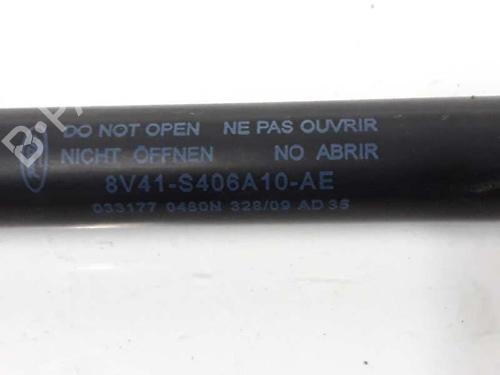 DO NOT OPEN NE PAS OUVRIR
NICHT ÖFFNEN NO ABRIR
8V41-S406A10-AE
033177 0480N 328/09 AD 35